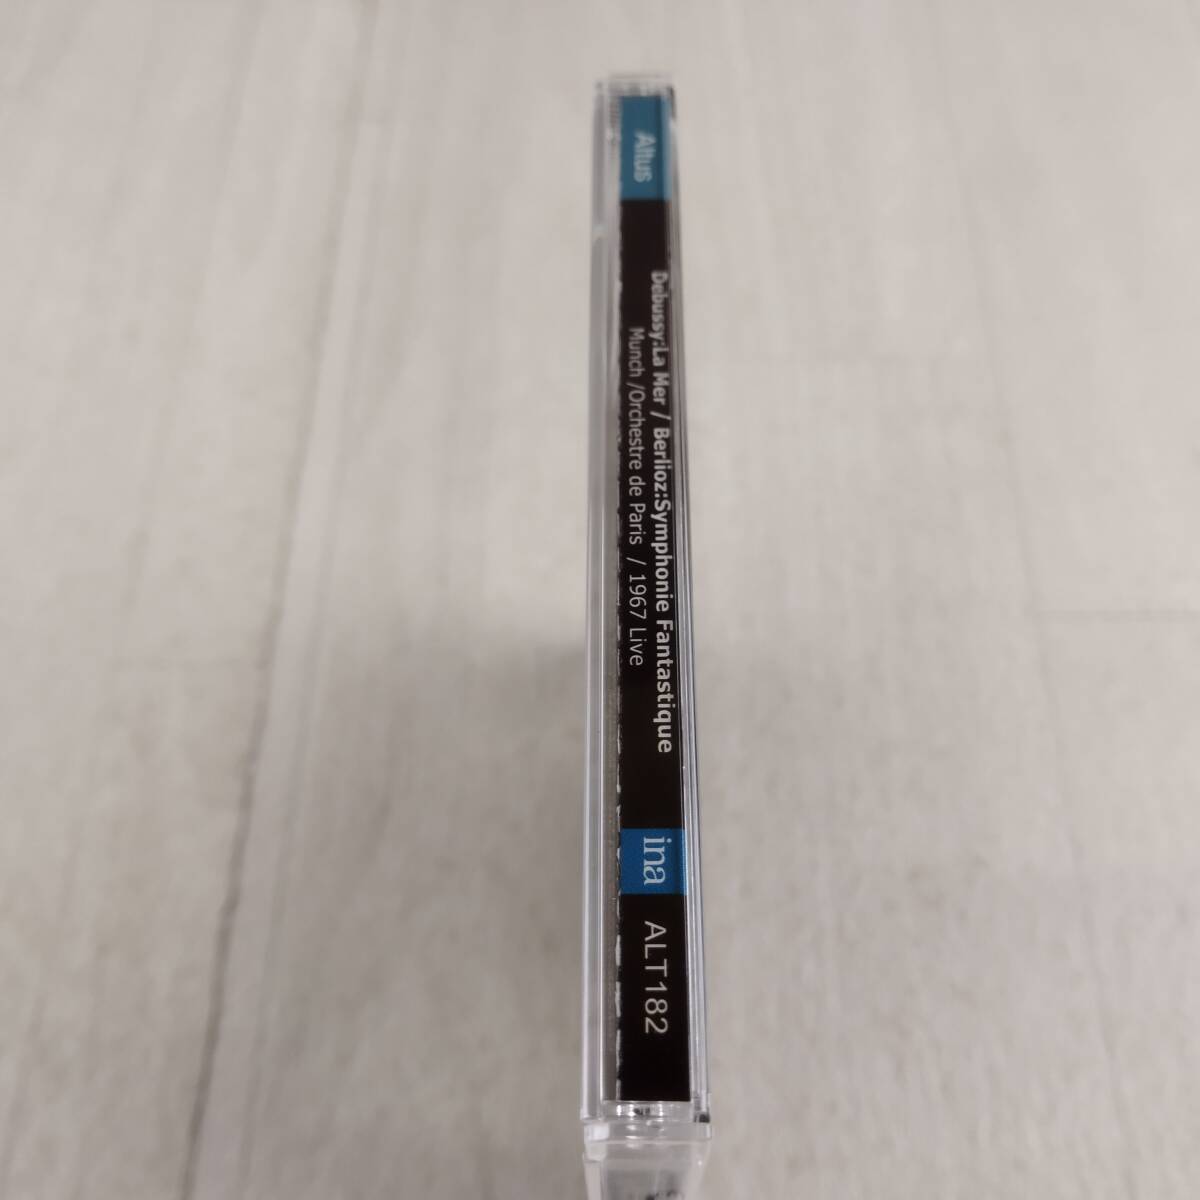 Altus
Debussy:La Mer / Berlioz:Symphonie Fantastique
Munch /Orchestre de Paris / 1967 Live
ina
ALT182